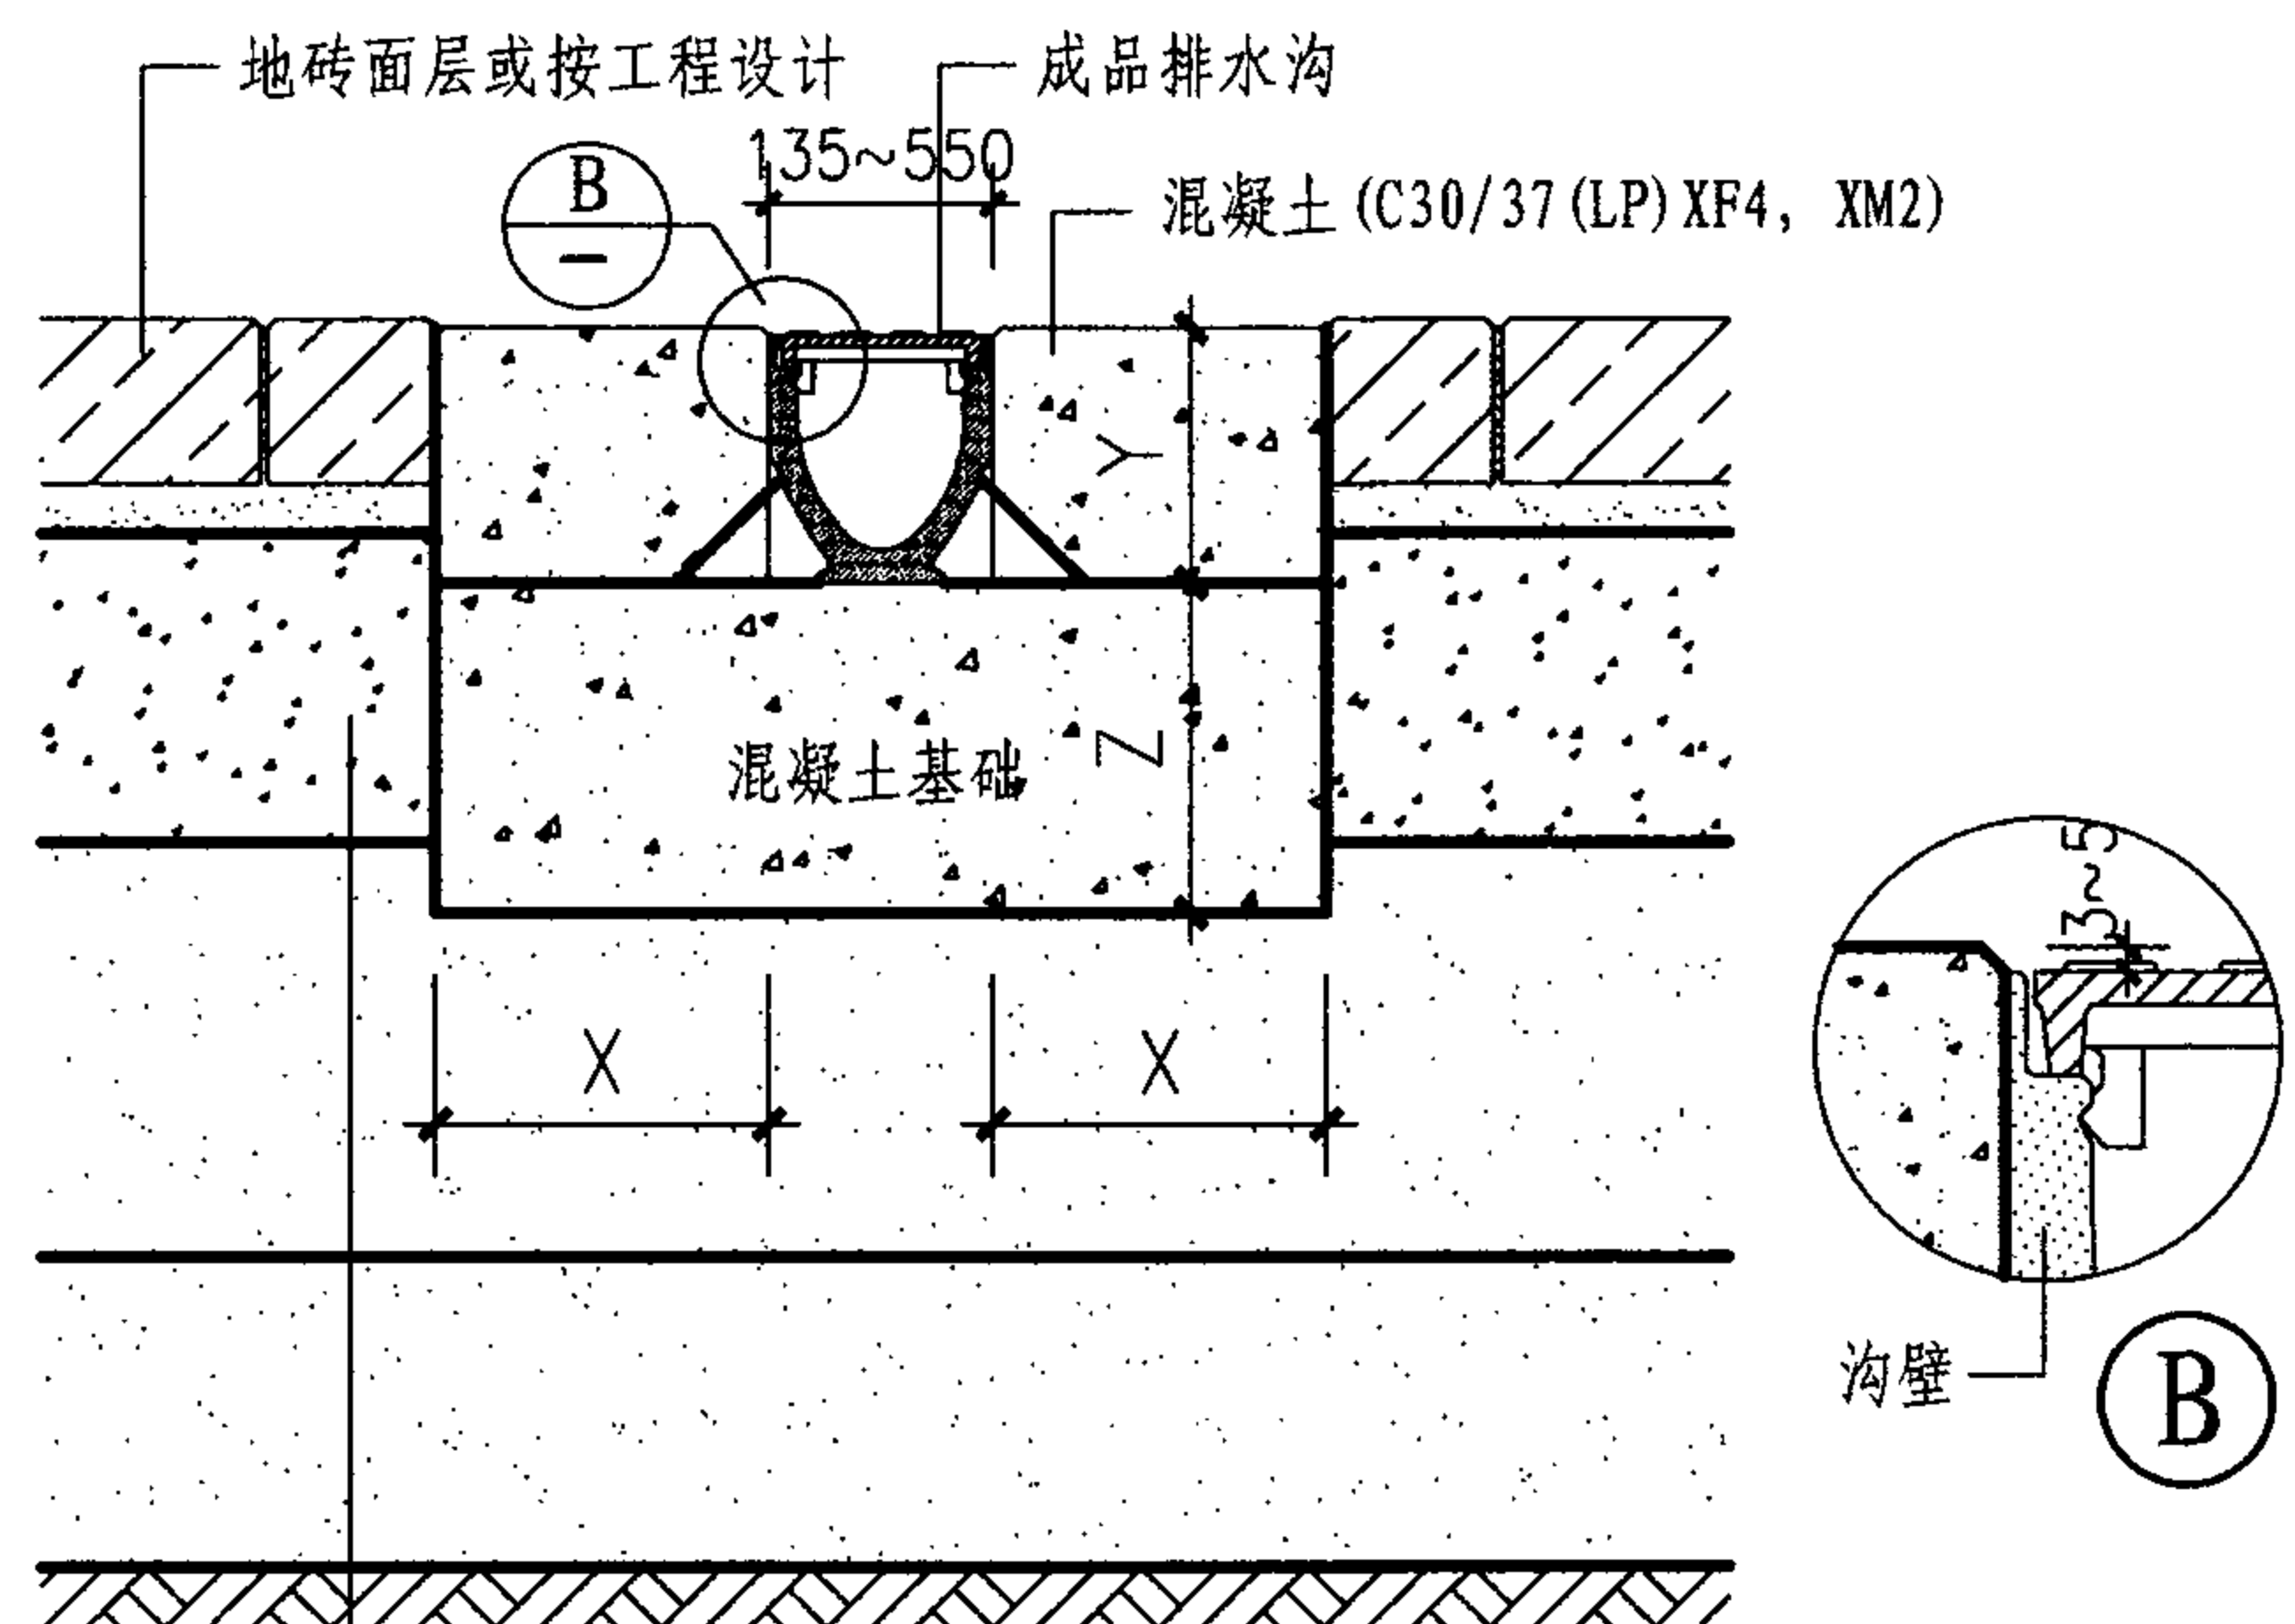 地砖面层或按工程设计
成品排水沟
135~550
B
—
混凝土(C30/37(LP)XF4, XM2)
Y
混凝土基础
Z
X
X
3~5
沟壁
B